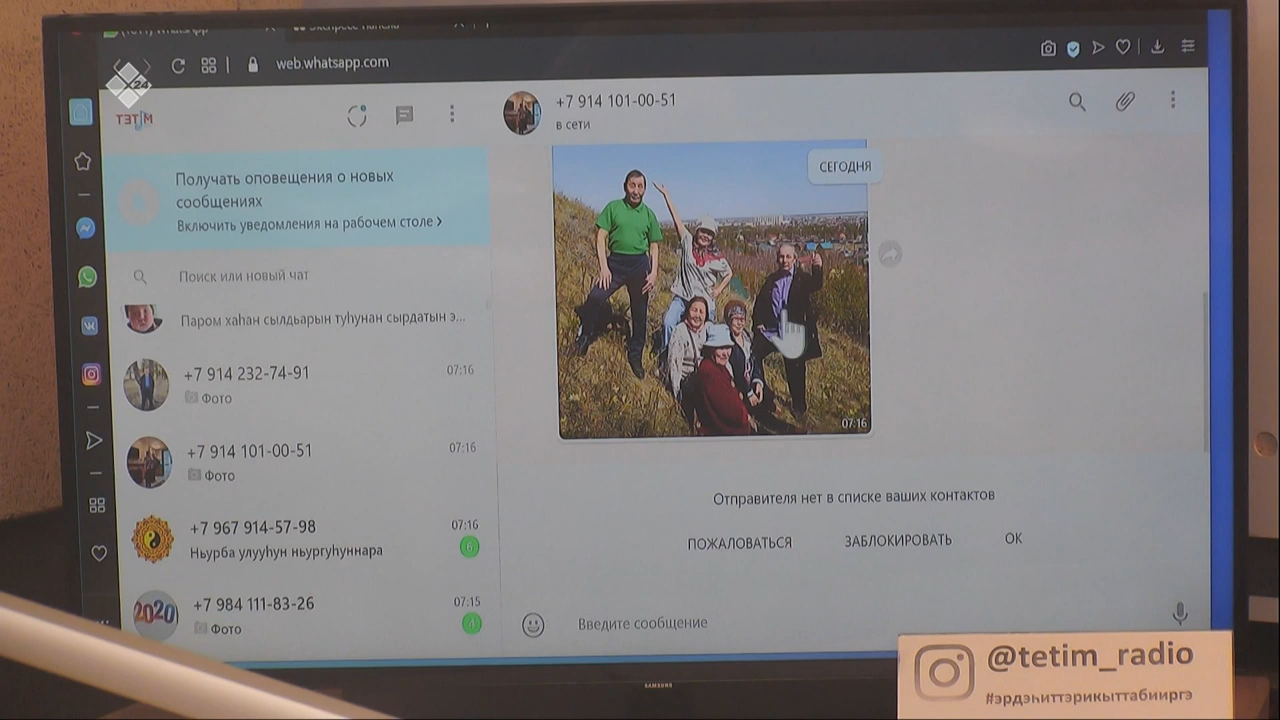 web.whatsapp.com
X24
ТЭТIМ
+7 914 101-00-51
в сети
Получать оповещения о новых
сообщениях
Включить уведомления на рабочем столе >
СЕГОДНЯ
Поиск или новый чат
Паром хаһан сылдьарын туһунан сырдатын э...
+7 914 232-74-91
07:16
Фото
07:16
+7 914 101-00-51
07:16
Фото
Отправителя нет в списке ваших контактов
ПОЖАЛОВАТЬСЯ
ЗАБЛОКИРОВАТЬ
ОК
+7 967 914-57-98
07:16
Ньурба улууһун ньургуһуннара
6
2020
+7 984 111-83-26
07:15
Фото
4
Введите сообщение
SAMSUNG
@tetim_radio
#эрдэһиттэрикыттабииргэ